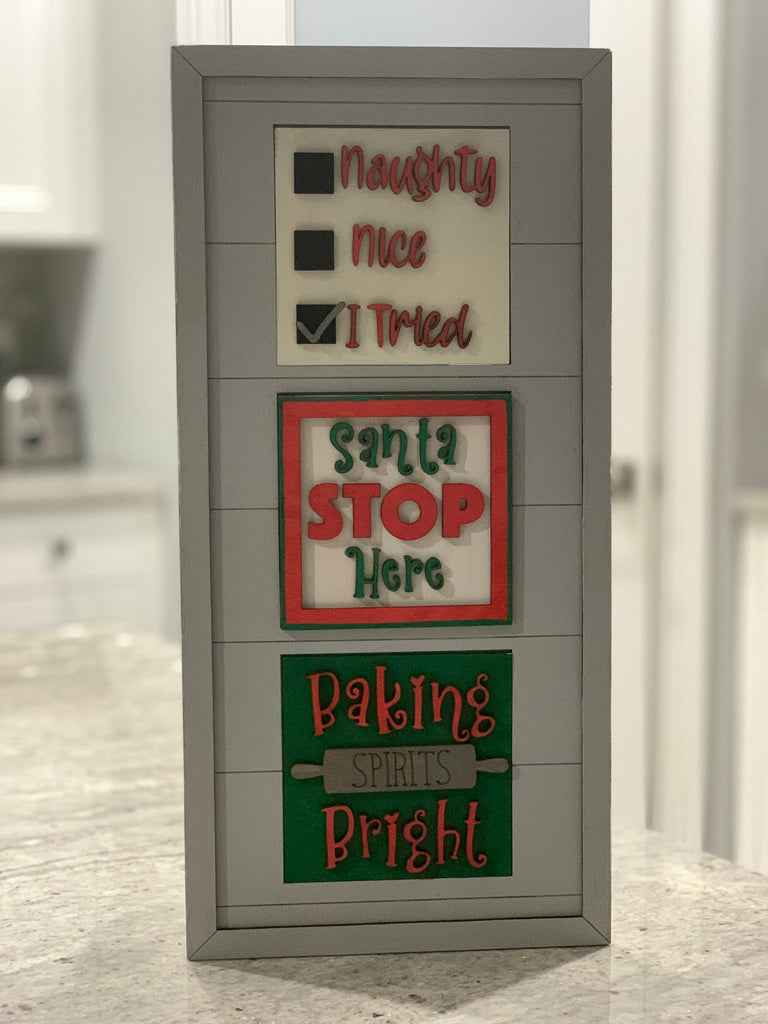 Naughty
Nice
I Tried
Santa
STOP
Here
Baking
SPIRITS
Bright